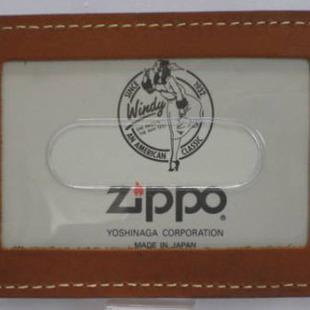 SINCE 1932
Windy
AN AMERICAN CLASSIC
Zippo®
YOSHINAGA CORPORATION
MADE IN JAPAN